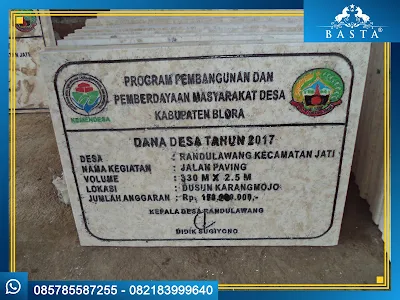 BASTA
PROGRAM PEMBANGUNAN DAN
PEMBERDAYAAN MASYARAKAT DESA
KABUPATEN BLORA
KEMENDESA
DANA DESA TAHUN 2017
DESA : RANDULAWANG KECAMATAN JATI
NAMA KEGIATAN : JALAN PAVING
VOLUME : 330 M X 2.5 M
LOKASI : DUSUN KARANGMOJO
JUMLAH ANGGARAN : Rp.
KEPALA DESA RANDULAWANG
DIDIK SUGIYONO
085785587255 - 082183999640